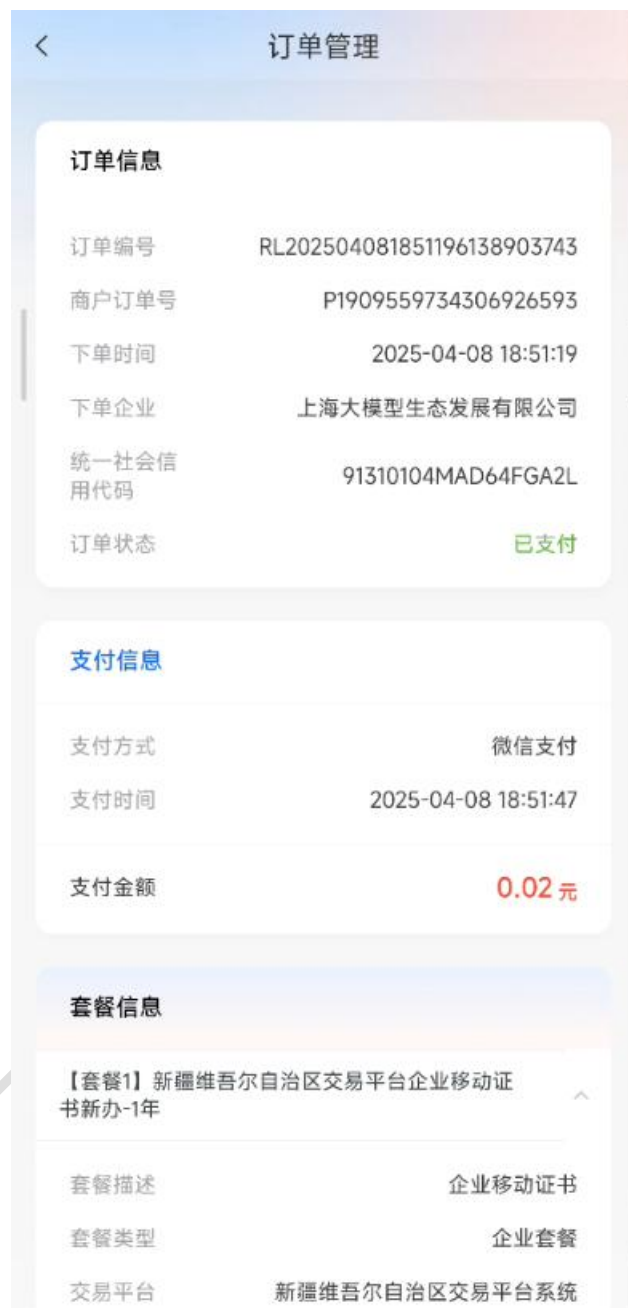 订单管理
订单信息
订单编号 RL202504081851196138903743
商户订单号 P1909559734306926593
下单时间 2025-04-08 18:51:19
下单企业 上海大模型生态发展有限公司
统一社会信
用代码 91310104MAD64FGA2L
订单状态 已支付
支付信息
支付方式 微信支付
支付时间 2025-04-08 18:51:47
支付金额 0.02 元
套餐信息
【套餐1】新疆维吾尔自治区交易平台企业移动证
书新办-1年
套餐描述 企业移动证书
套餐类型 企业套餐
交易平台 新疆维吾尔自治区交易平台系统